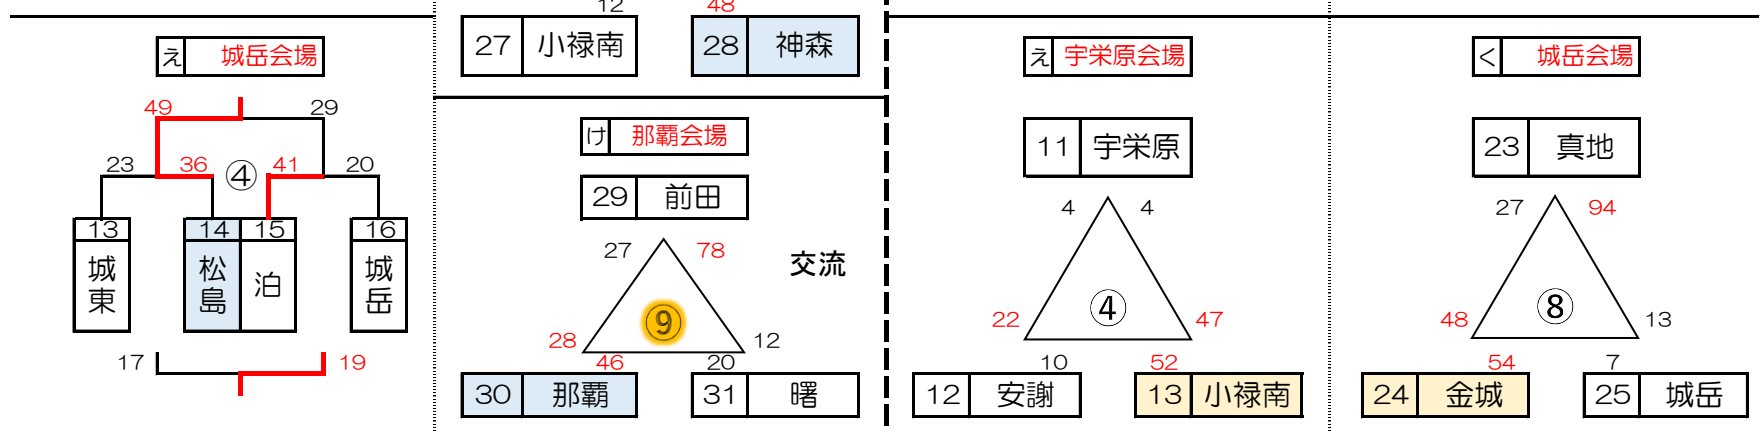 12 48
27 小禄南 28 神森
え 城岳会場
49 29
23 36 ④ 41 20
13 14 15 16
城東 松島 泊 城岳
17 19
け 那覇会場
29 前田
27 78
交流
⑨
28 12
46 20
30 那覇 31 曙
え 宇栄原会場
11 宇栄原
4 4
④
22 47
10 52
12 安謝 13 小禄南
く 城岳会場
23 真地
27 94
⑧
48 13
54 7
24 金城 25 城岳